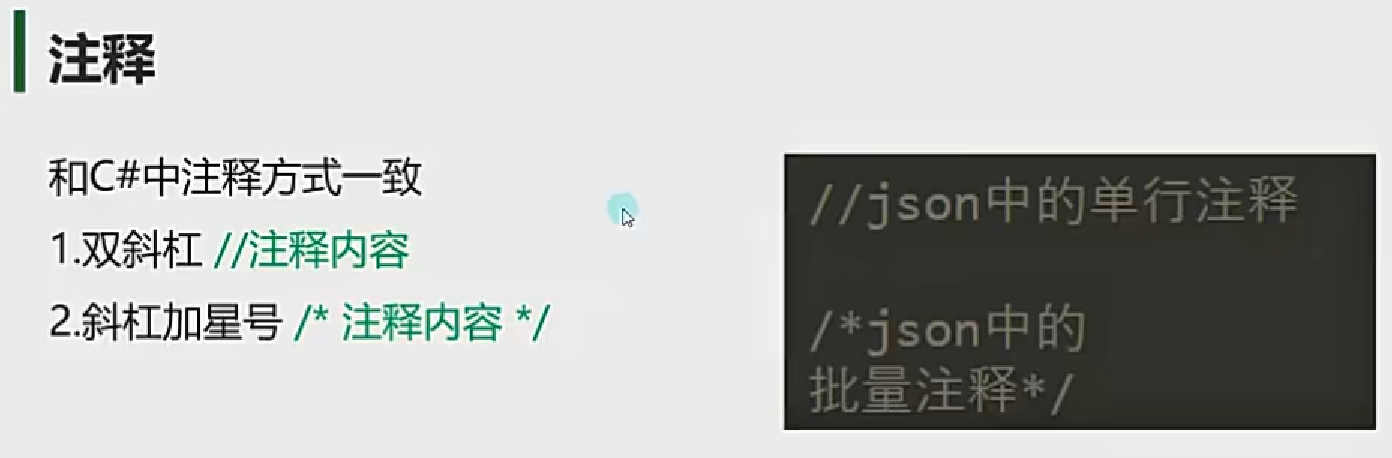 注释
和C#中注释方式一致
1.双斜杠 //注释内容
2.斜杠加星号 /* 注释内容 */
//json中的单行注释
/*json中的
批量注释*/